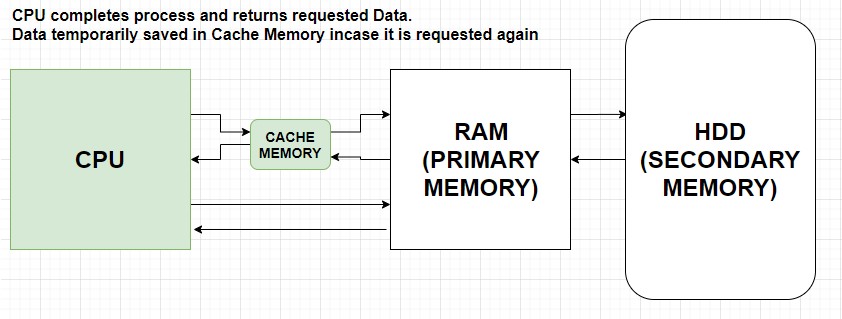 CPU completes process and returns requested Data.
Data temporarily saved in Cache Memory incase it is requested again
CPU
CACHE
MEMORY
RAM
(PRIMARY
MEMORY)
HDD
(SECONDARY
MEMORY)